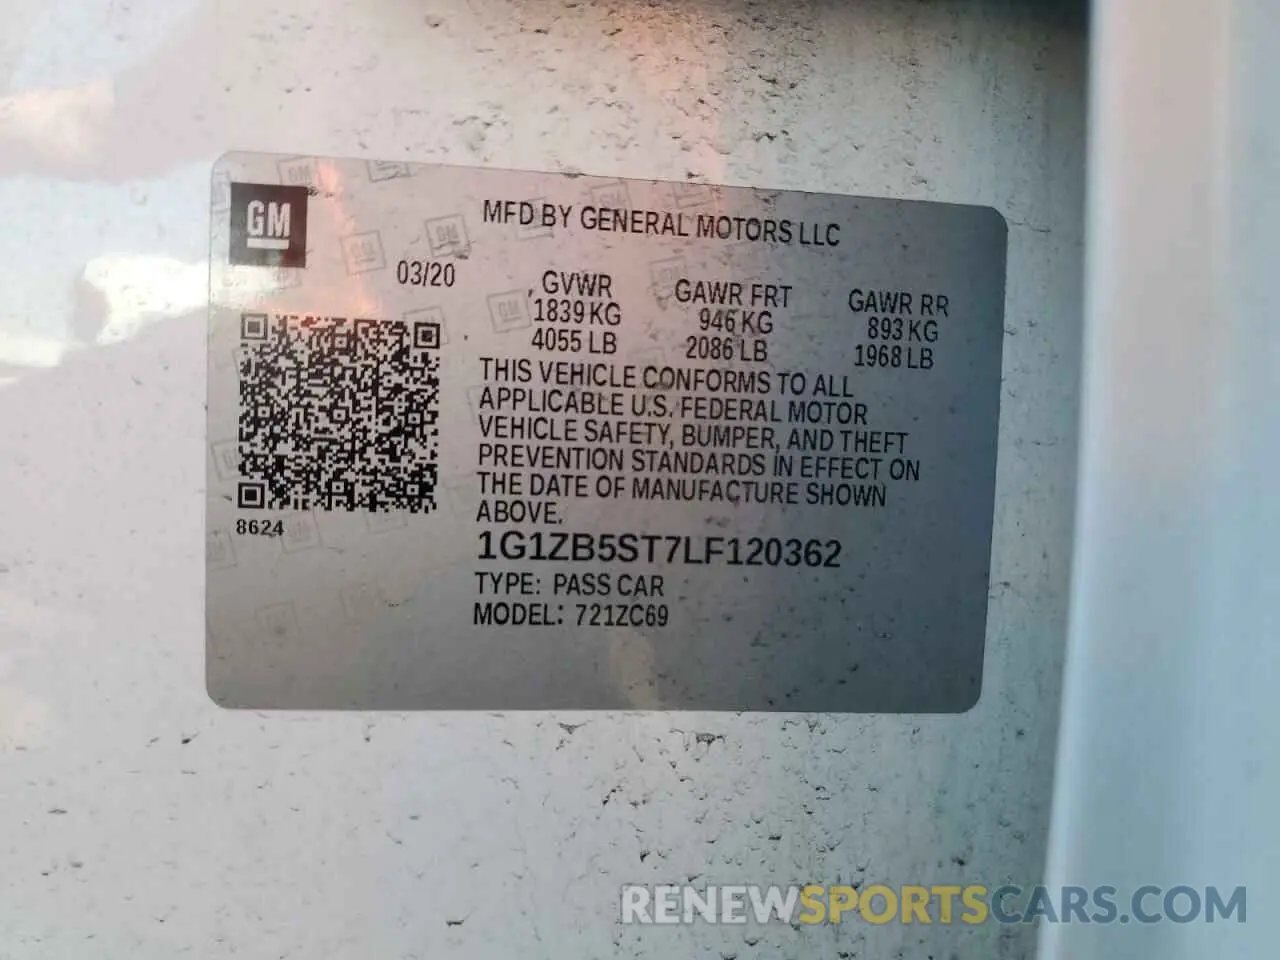 GM
MFD BY GENERAL MOTORS LLC
03/20
GVWR GAWR FRT GAWR RR
1839 KG 946 KG 893 KG
4055 LB 2086 LB 1968 LB
THIS VEHICLE CONFORMS TO ALL
APPLICABLE U.S. FEDERAL MOTOR
VEHICLE SAFETY, BUMPER, AND THEFT
PREVENTION STANDARDS IN EFFECT ON
THE DATE OF MANUFACTURE SHOWN
ABOVE.
8624
1G1ZB5ST7LF120362
TYPE: PASS CAR
MODEL: 721ZC69
RENEWSPORTSCARS.COM